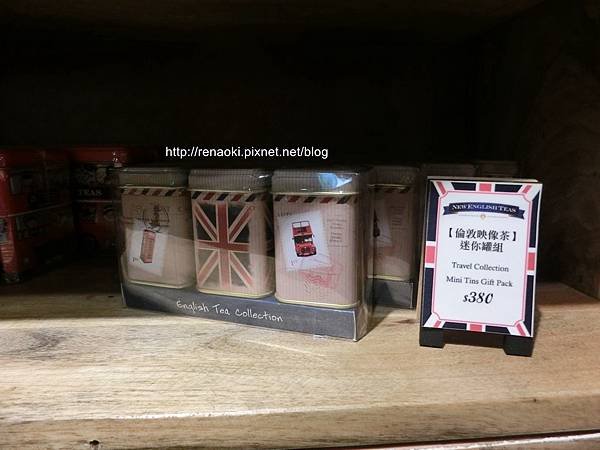 http://renaoki.pixnet.net/blog
TEAS
English Tea Collection
NEW ENGLISH TEAS
【倫敦映像茶】
迷你罐組
Travel Collection
Mini Tins Gift Pack
$380